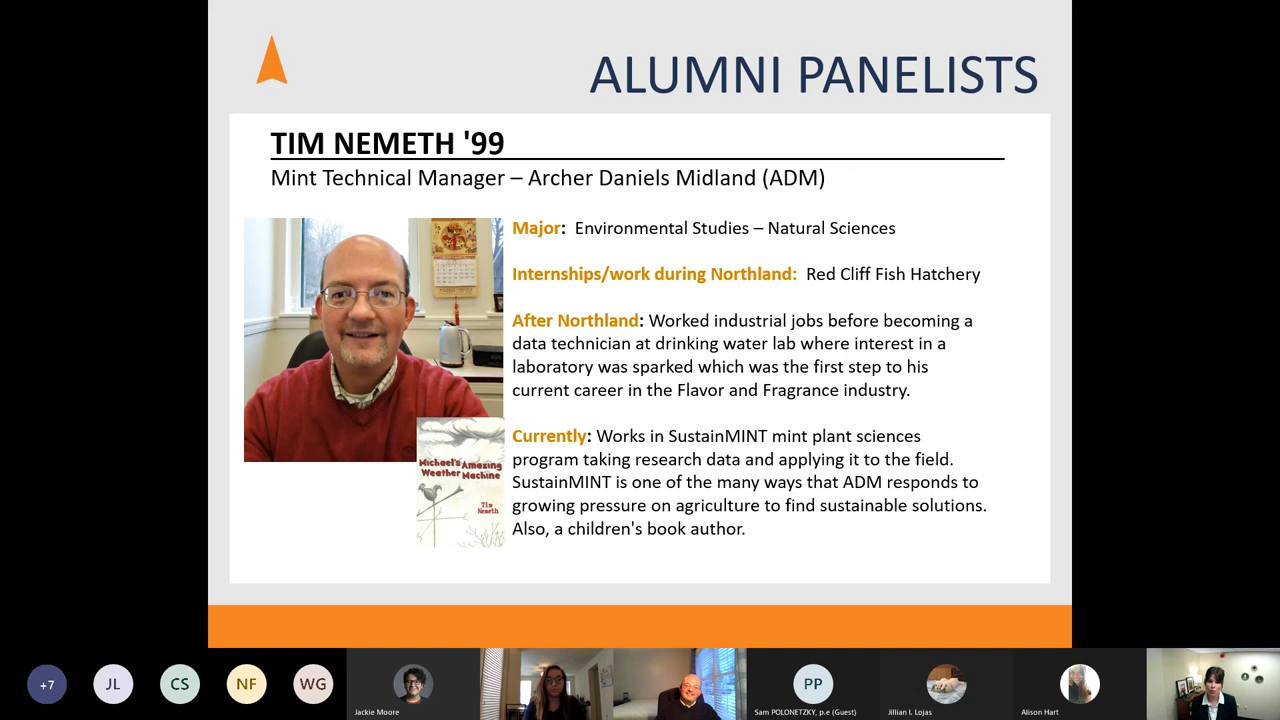 ALUMNI PANELISTS
TIM NEMETH '99
Mint Technical Manager – Archer Daniels Midland (ADM)
Major:  Environmental Studies – Natural Sciences
Internships/work during Northland:  Red Cliff Fish Hatchery
After Northland: Worked industrial jobs before becoming a
data technician at drinking water lab where interest in a
laboratory was sparked which was the first step to his
current career in the Flavor and Fragrance industry.
Currently: Works in SustainMINT mint plant sciences
program taking research data and applying it to the field.
SustainMINT is one of the many ways that ADM responds to
growing pressure on agriculture to find sustainable solutions.
Also, a children's book author.
Michael's Amazing
Weather Machine
Tim
Nemeth
+7
JL
CS
NF
WG
Jackie Moore
PP
Sam POLONETZKY, p.e (Guest)
Jillian I. Lojas
Alison Hart